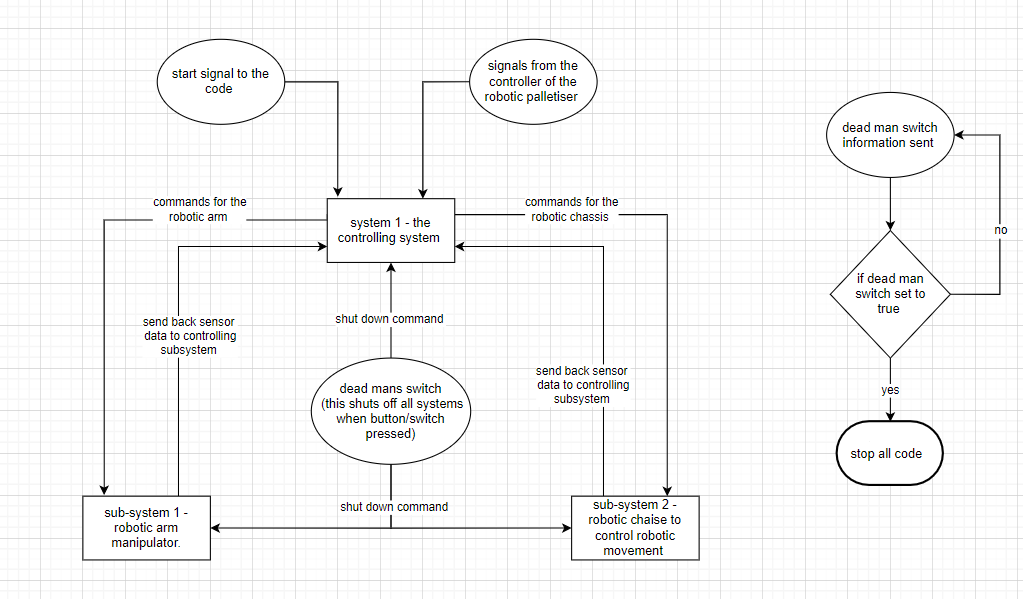 start signal to the
code
signals from the
controller of the
robotic palletiser
dead man switch
information sent
commands for the
robotic arm
commands for the
robotic chassis
system 1 - the
controlling system
no
if dead man
switch set to
true
send back sensor
data to controlling
subsystem
shut down command
send back sensor
data to controlling
subsystem
dead mans switch
(this shuts off all systems
when button/switch
pressed)
yes
stop all code
shut down command
sub-system 1 -
robotic arm
manipulator.
sub-system 2 -
robotic chaise to
control robotic
movement